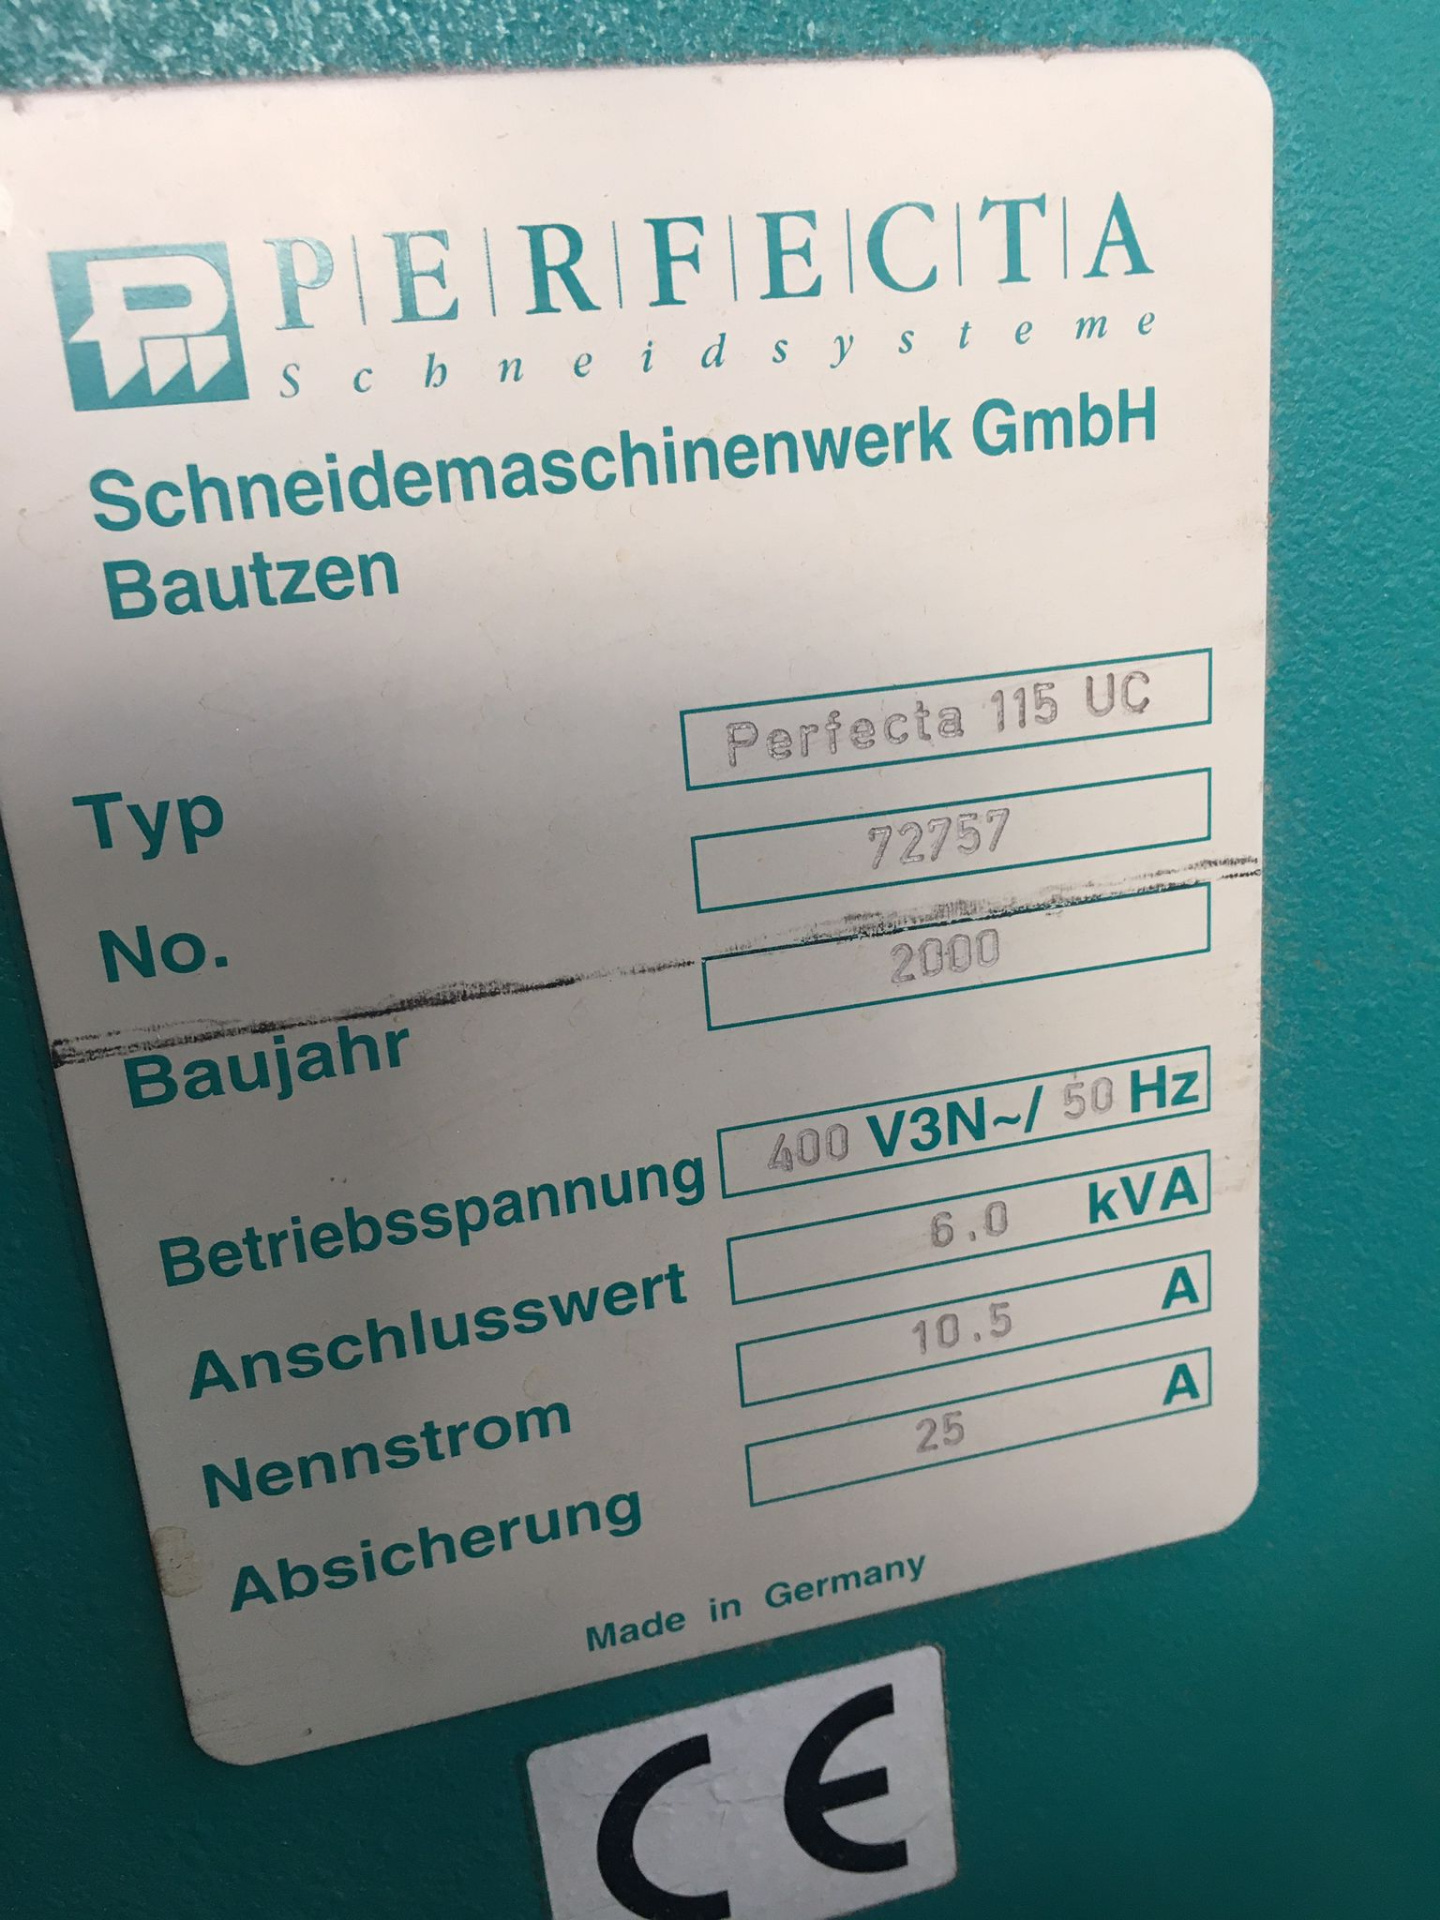 P|E|R|F|E|C|T|A
Schneidsysteme
Schneidemaschinenwerk GmbH
Bautzen
Typ Perfecta 115 UC
No. 72757
Baujahr 2000
Betriebsspannung 400 V3N~/ 50 Hz
Anschlusswert 6.0 kVA
Nennstrom 10.5 A
Absicherung 25 A
Made in Germany
CE